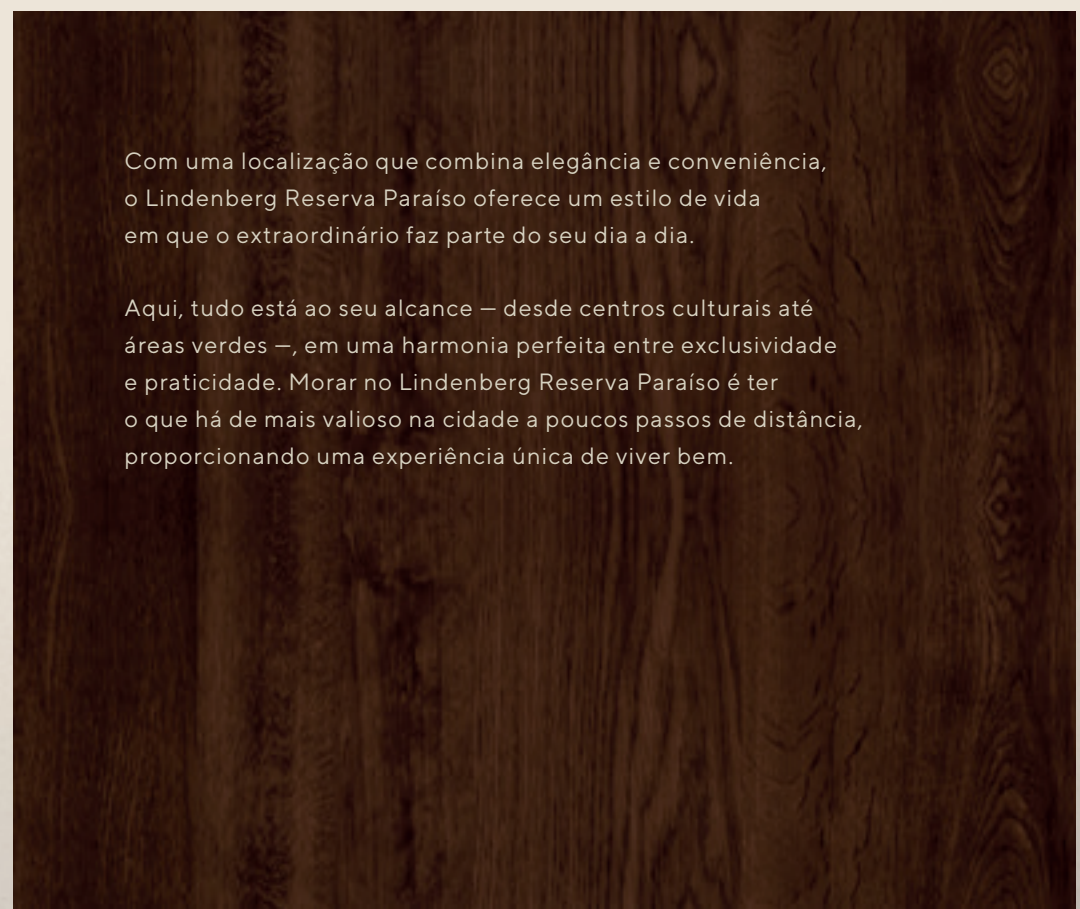 Com uma localização que combina elegância e conveniência,
o Lindenberg Reserva Paraíso oferece um estilo de vida
em que o extraordinário faz parte do seu dia a dia.
Aqui, tudo está ao seu alcance — desde centros culturais até
áreas verdes —, em uma harmonia perfeita entre exclusividade
e praticidade. Morar no Lindenberg Reserva Paraíso é ter
o que há de mais valioso na cidade a poucos passos de distância,
proporcionando uma experiência única de viver bem.